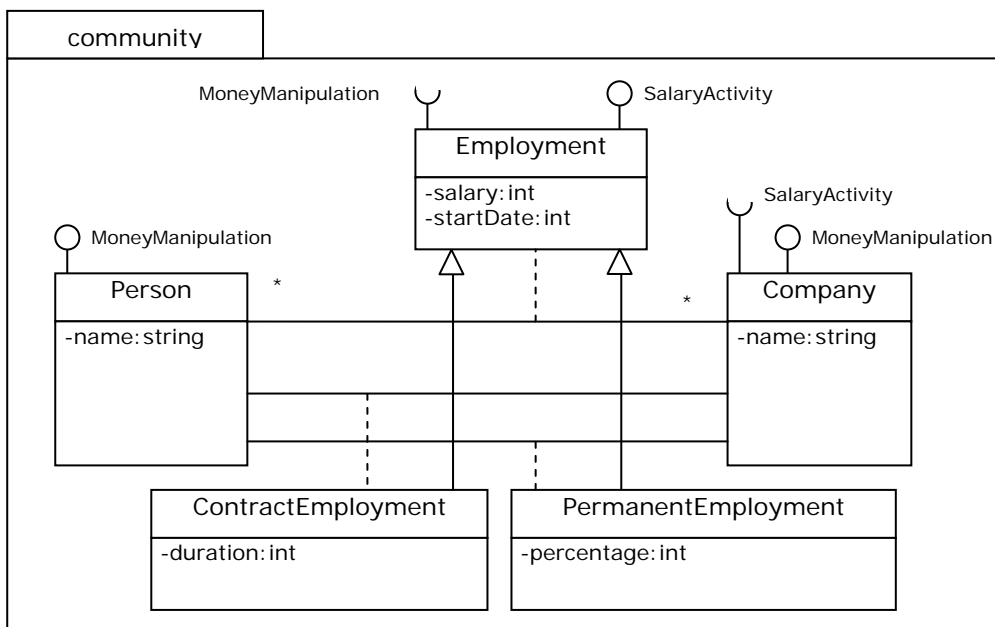 community
MoneyManipulation
SalaryActivity
Employment
-salary:int
-startDate:int
SalaryActivity
MoneyManipulation
MoneyManipulation
Person
*
*
Company
-name:string
-name:string
ContractEmployment
PermanentEmployment
-duration:int
-percentage:int